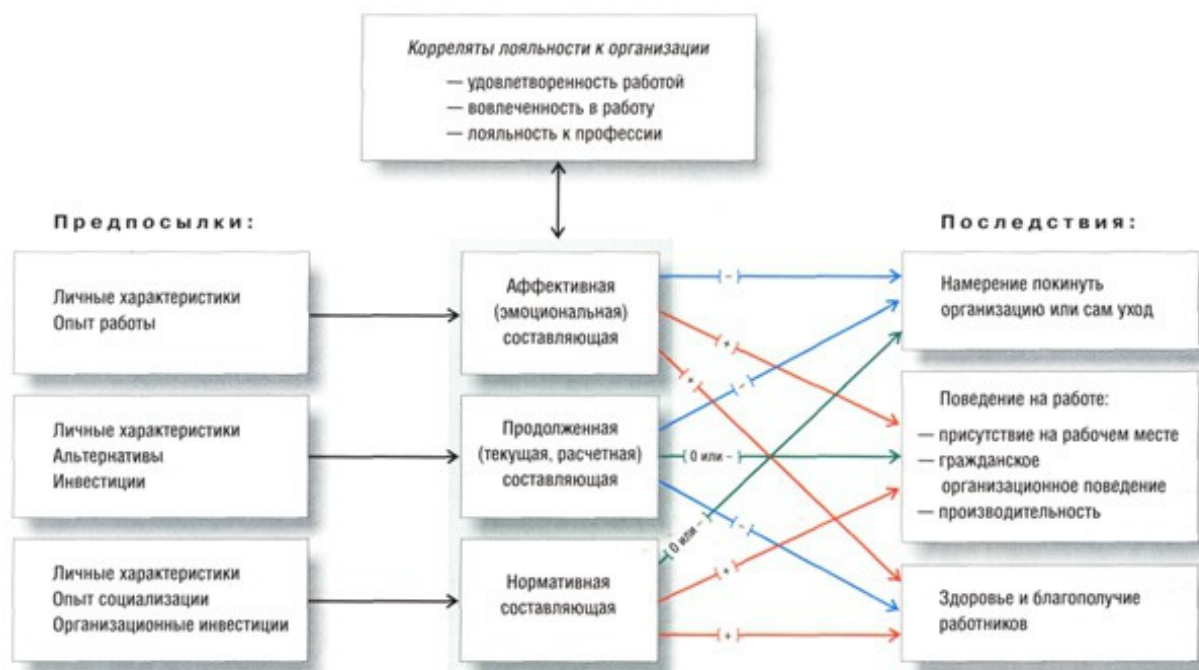 Корреляты лояльности к организации
— удовлетворенность работой
— вовлеченность в работу
— лояльность к профессии
Предпосылки:
Последствия:
Личные характеристики
Опыт работы
Аффективная
(эмоциональная)
составляющая
–
+
+
–
Намерение покинуть
организацию или сам уход
Личные характеристики
Альтернативы
Инвестиции
Продолженная
(текущая, расчетная)
составляющая
0 или –
–
Поведение на работе:
— присутствие на рабочем месте
— гражданское
организационное поведение
— производительность
Личные характеристики
Опыт социализации
Организационные инвестиции
Нормативная
составляющая
0 или –
+
+
Здоровье и благополучие
работников